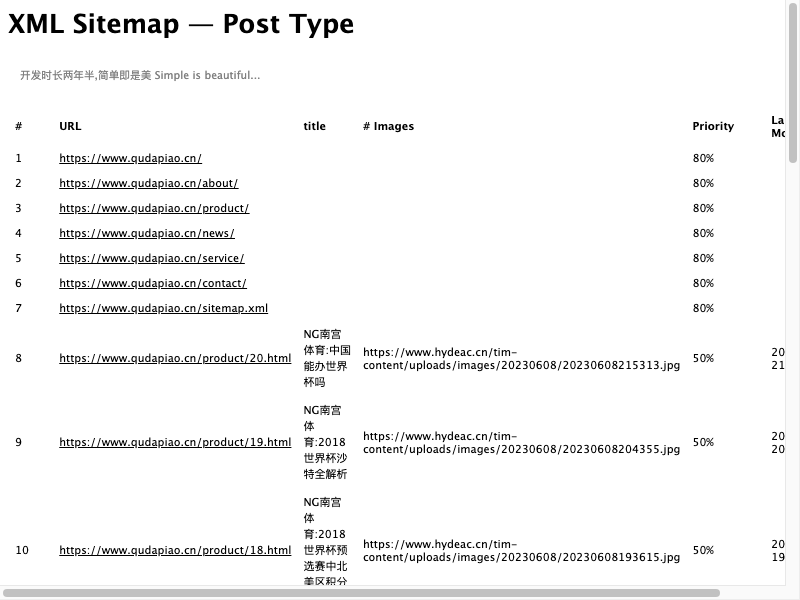 XML Sitemap — Post Type
开发时长两年半,简单即是美 Simple is beautiful...
# URL title # Images Priority La
Mo
1 https://www.qudapiao.cn/ 80%
2 https://www.qudapiao.cn/about/ 80%
3 https://www.qudapiao.cn/product/ 80%
4 https://www.qudapiao.cn/news/ 80%
5 https://www.qudapiao.cn/service/ 80%
6 https://www.qudapiao.cn/contact/ 80%
7 https://www.qudapiao.cn/sitemap.xml 80%
8 https://www.qudapiao.cn/product/20.html
NG南宫
体育:中国
能办世界
杯吗
https://www.hydeac.cn/tim-
content/uploads/images/20230608/20230608215313.jpg
50%
20
21
9 https://www.qudapiao.cn/product/19.html
NG南宫
体
育:2018
世界杯沙
特全解析
https://www.hydeac.cn/tim-
content/uploads/images/20230608/20230608204355.jpg
50%
20
20
10 https://www.qudapiao.cn/product/18.html
NG南宫
体
育:2018
世界杯预
选赛中北
美区积分
https://www.hydeac.cn/tim-
content/uploads/images/20230608/20230608193615.jpg
50%
20
19